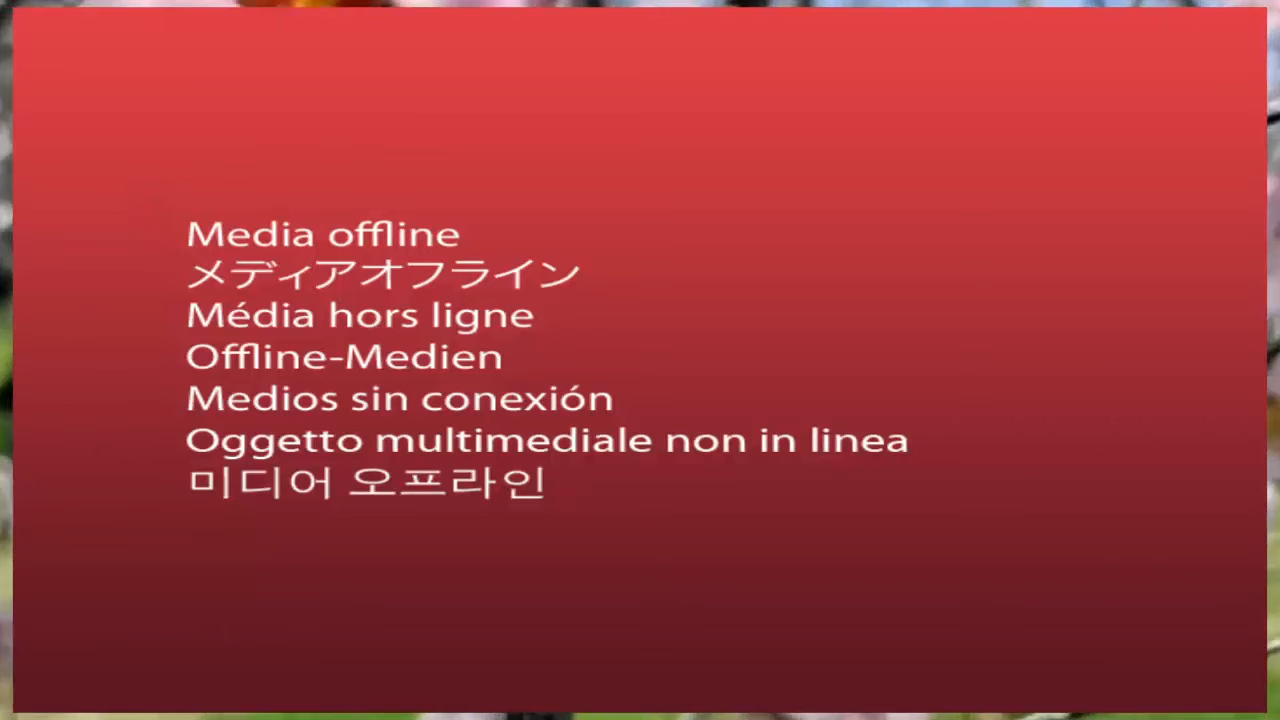 Media offline
メディアオフライン
Média hors ligne
Offline-Medien
Medios sin conexión
Oggetto multimediale non in linea
미디어 오프라인